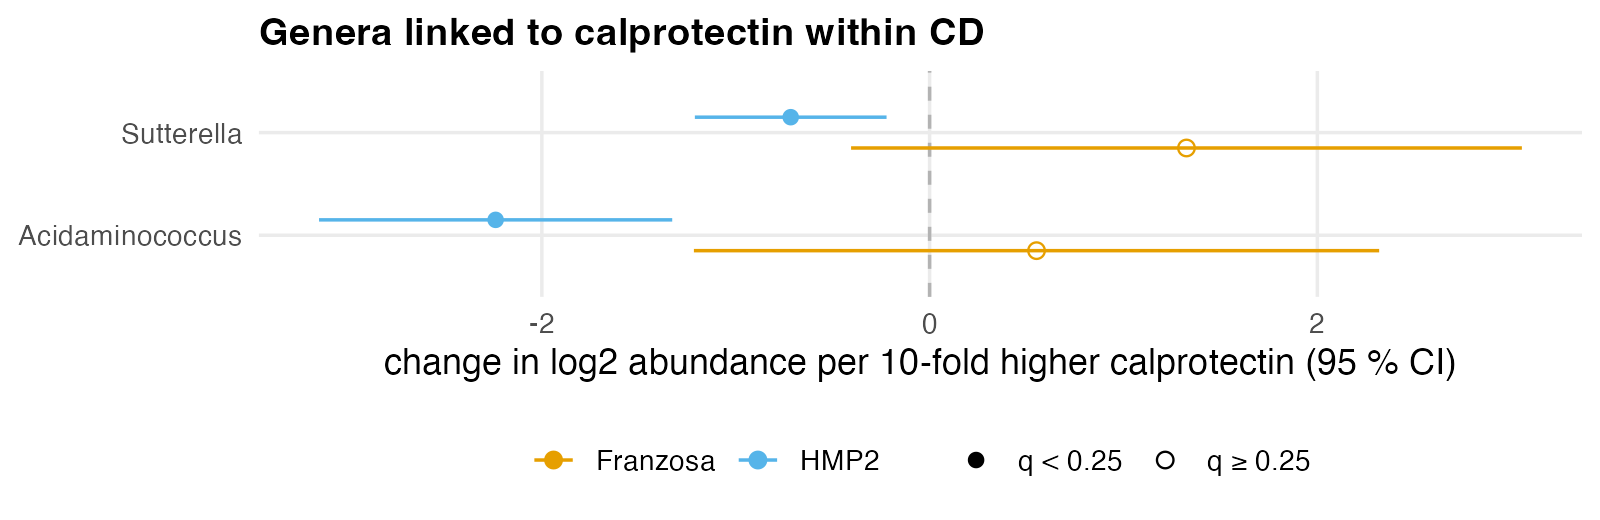 Genera linked to calprotectin within CD
Sutterella
Acidaminococcus
-2 0 2
change in log2 abundance per 10-fold higher calprotectin (95 % CI)
Franzosa HMP2 q < 0.25 q ≥ 0.25